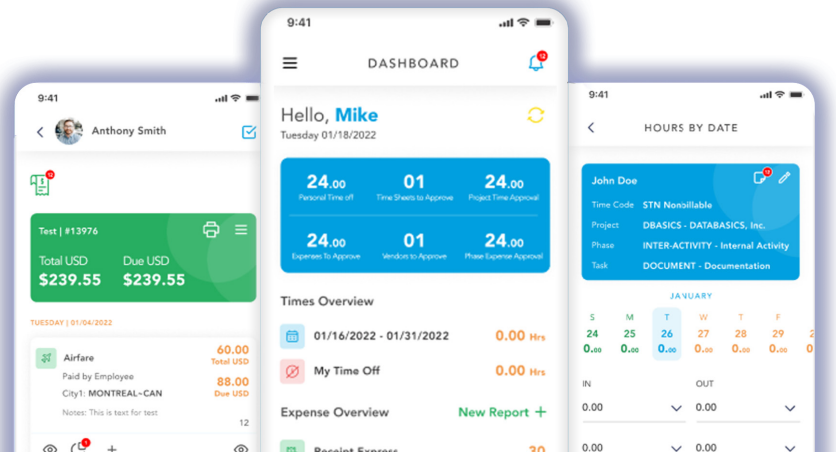 9:41
Anthony Smith
12
Test | #13976
Total USD
Due USD
$239.55
$239.55
TUESDAY | 01/04/2022
Airfare
60.00
Total USD
Paid by Employee
88.00
City1: MONTREAL-CAN
Due USD
Notes: This is text for test
12
1
9:41
DASHBOARD
12
Hello, Mike
Tuesday 01/18/2022
24.00
01
24.00
Personal Time off
Time Sheets to Approve
Project Time Approval
24.00
01
24.00
Expenses To Approve
Vendors to Approve
Phase Expense Approval
Times Overview
01/16/2022 - 01/31/2022
0.00 Hrs
My Time Off
0.00 Hrs
Expense Overview
New Report +
Receipt Express
30
9:41
HOURS BY DATE
John Doe
12
Time Code STN Nonbillable
Project DBASICS - DATABASICS, Inc.
Phase INTER-ACTIVITY - Internal Activity
Task DOCUMENT - Documentation
JANUARY
S M T W T F
24 25 26 27 28 29 2
0.00 0.00 0.00 0.00 0.00 0.00 0
IN OUT
0.00 0.00
0.00 0.00